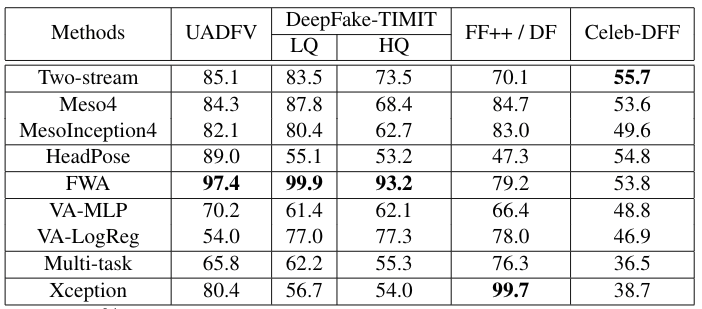 Methods UADFV DeepFake-TIMIT FF++ / DF Celeb-DFF
LQ HQ
Two-stream 85.1 83.5 73.5 70.1 55.7
Meso4 84.3 87.8 68.4 84.7 53.6
MesoInception4 82.1 80.4 62.7 83.0 49.6
HeadPose 89.0 55.1 53.2 47.3 54.8
FWA 97.4 99.9 93.2 79.2 53.8
VA-MLP 70.2 61.4 62.1 66.4 48.8
VA-LogReg 54.0 77.0 77.3 78.0 46.9
Multi-task 65.8 62.2 55.3 76.3 36.5
Xception 80.4 56.7 54.0 99.7 38.7